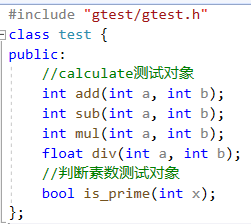 #include "gtest/gtest.h"
class test {
public:
//calculate测试对象
int add(int a, int b);
int sub(int a, int b);
int mul(int a, int b);
float div(int a, int b);
//判断素数测试对象
bool is_prime(int x);
};